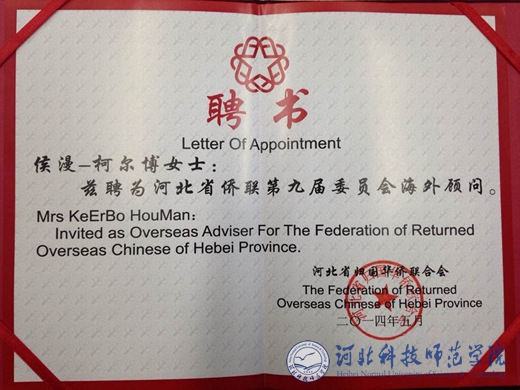 聘书
Letter Of Appointment
侯漫-柯尔博女士：
兹聘为河北省侨联第九届委员会海外顾问。
Mrs KeErBo HouMan:
Invited as Overseas Adviser For The Federation of Returned
Overseas Chinese of Hebei Province.
河北省归国华侨联合会
The Federation of Returned
Overseas Chinese of Hebei Province
二〇一四年五月
河北科技师范学院
Hebei Normal University of